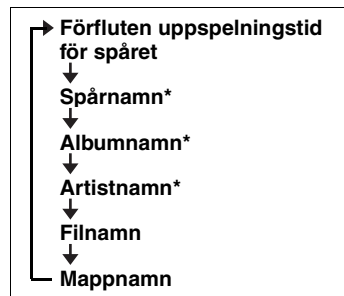 Förfluten uppspelningstid
för spåret
Spårnamn*
Albumnamn*
Artistnamn*
Filnamn
Mappnamn